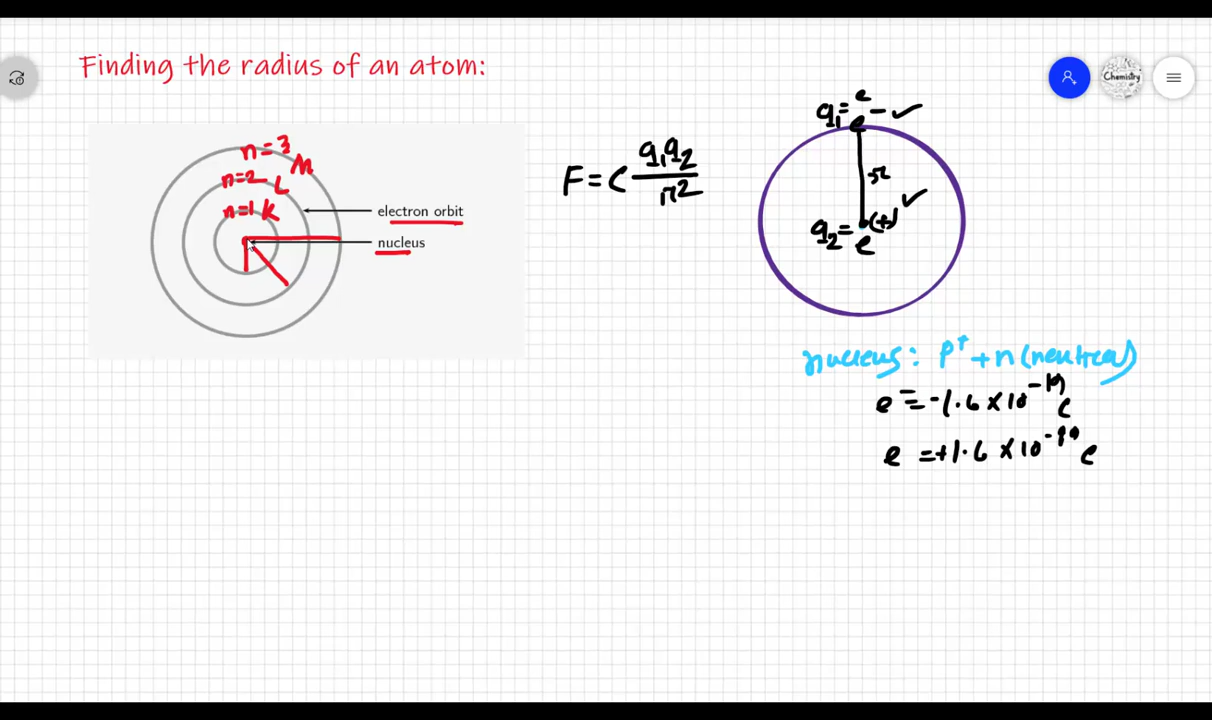 Finding the radius of an atom:
Chemistry
n=3 M
n=2 L
n=1 K
electron orbit
nucleus
F = C q₁q₂ / r²
q₁ = e⁻
e
r
q₂ = e (+)
nucleus: p⁺ + n (neutral)
e⁻ = -1.6 × 10⁻¹⁹ C
e = +1.6 × 10⁻¹⁹ C